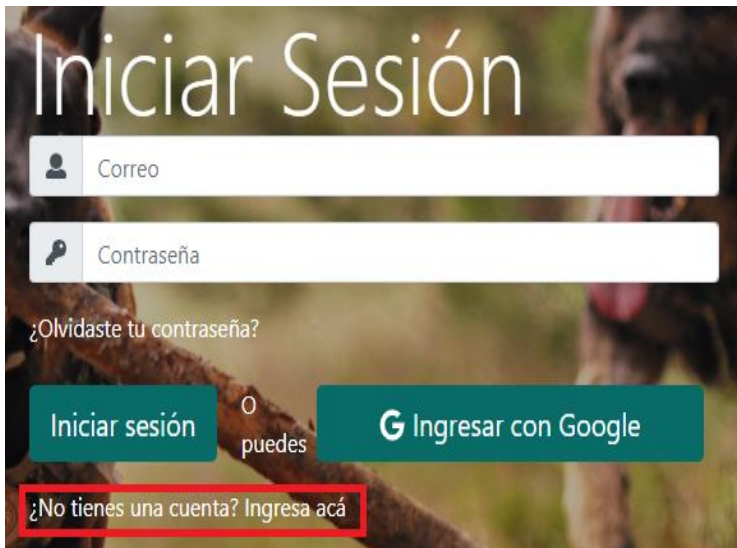 Iniciar Sesión
Correo
Contraseña
¿Olvidaste tu contraseña?
Iniciar sesión
O
puedes
G Ingresar con Google
¿No tienes una cuenta? Ingresa acá